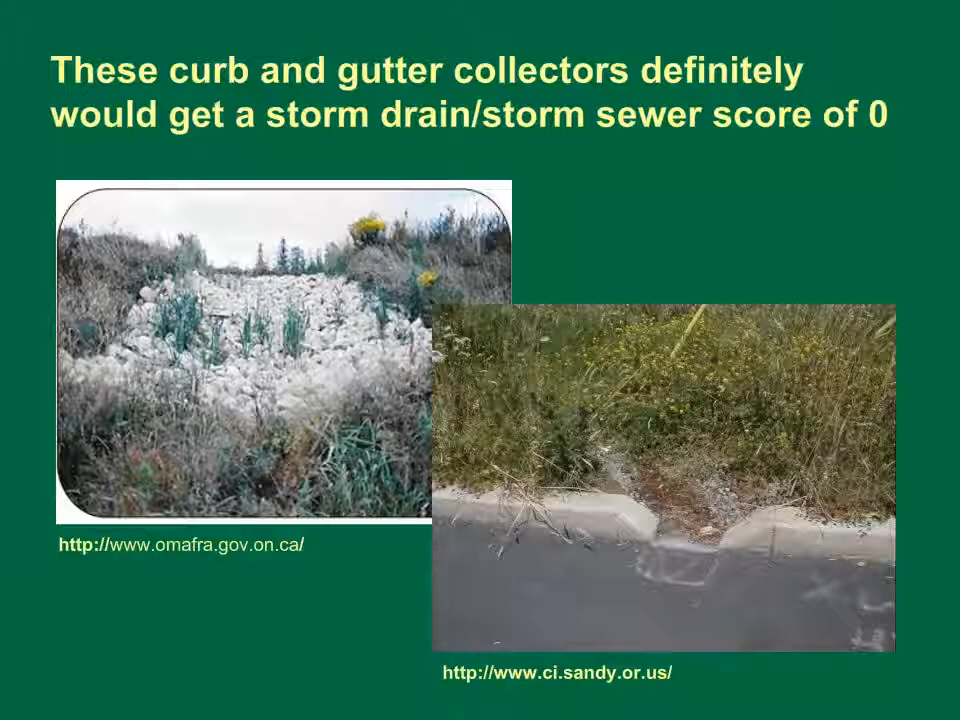 These curb and gutter collectors definitely
would get a storm drain/storm sewer score of 0
http://www.omafra.gov.on.ca/
http://www.ci.sandy.or.us/